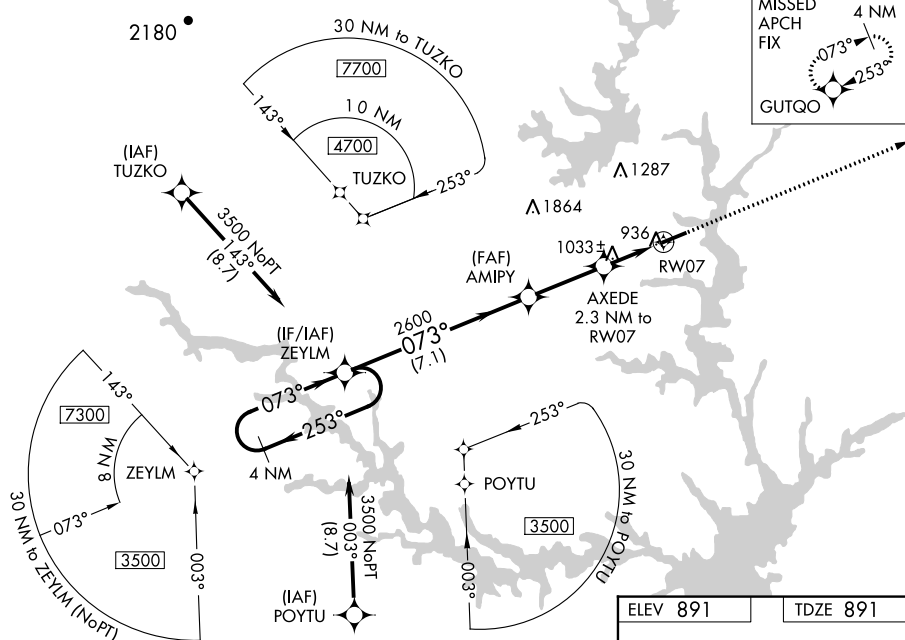 2180
30 NM to TUZKO
7700
143°
10 NM
4700
TUZKO
253°
MISSED
APCH
FIX
4 NM
073°
253°
GUTQO
(IAF)
TUZKO
3500 NoPT
143°
(8.7)
1287
1864
936
1033±
RW07
(FAF)
AMIPY
AXEDE
2.3 NM to
RW07
2600
073°
(7.1)
(IF/IAF)
ZEYLM
073°
253°
4 NM
143°
7300
8 NM
ZEYLM
073°
3500
003°
30 NM to ZEYLM (NoPT)
3500 NoPT
003°
(8.7)
(IAF)
POYTU
253°
POYTU
30 NM to POYTU
3500
003°
ELEV 891
TDZE 891